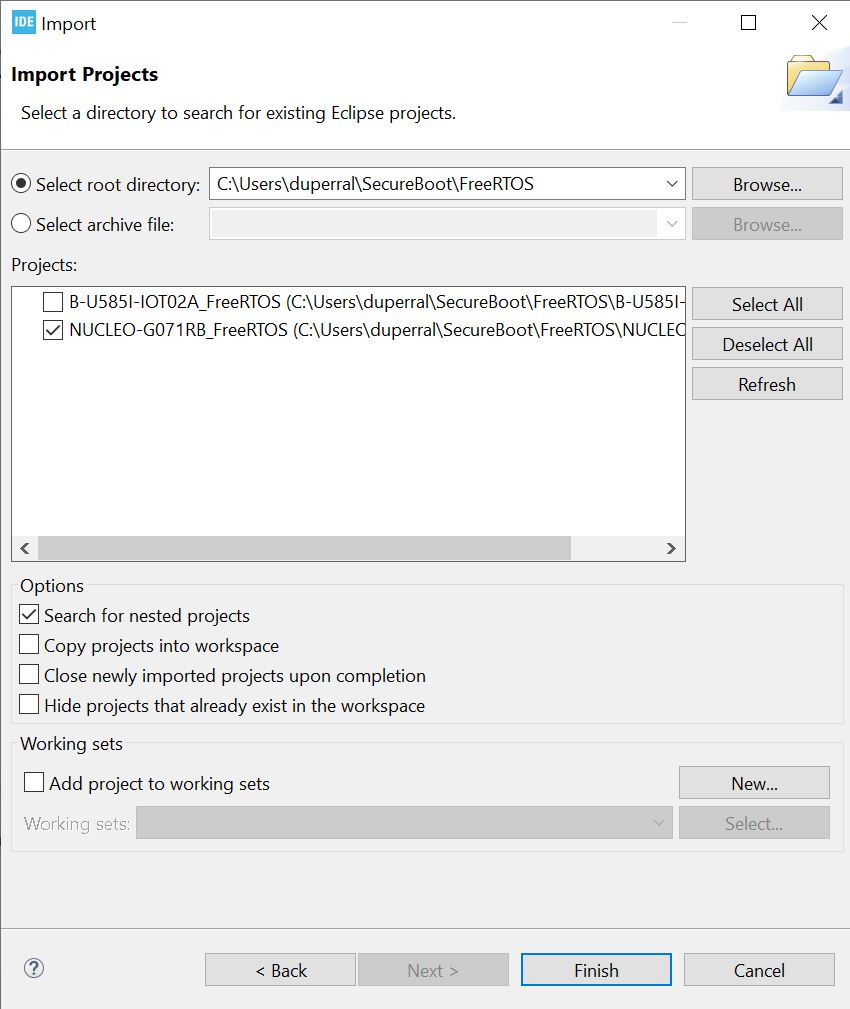 IDE Import
Import Projects
Select a directory to search for existing Eclipse projects.
Select root directory: C:\Users\duperral\SecureBoot\FreeRTOS Browse...
Select archive file: Browse...
Projects:
B-U585I-IOT02A_FreeRTOS (C:\Users\duperral\SecureBoot\FreeRTOS\B-U585I- Select All
NUCLEO-G071RB_FreeRTOS (C:\Users\duperral\SecureBoot\FreeRTOS\NUCLEO
Deselect All
Refresh
Options
Search for nested projects
Copy projects into workspace
Close newly imported projects upon completion
Hide projects that already exist in the workspace
Working sets
Add project to working sets New...
Working sets: Select...
? < Back Next > Finish Cancel